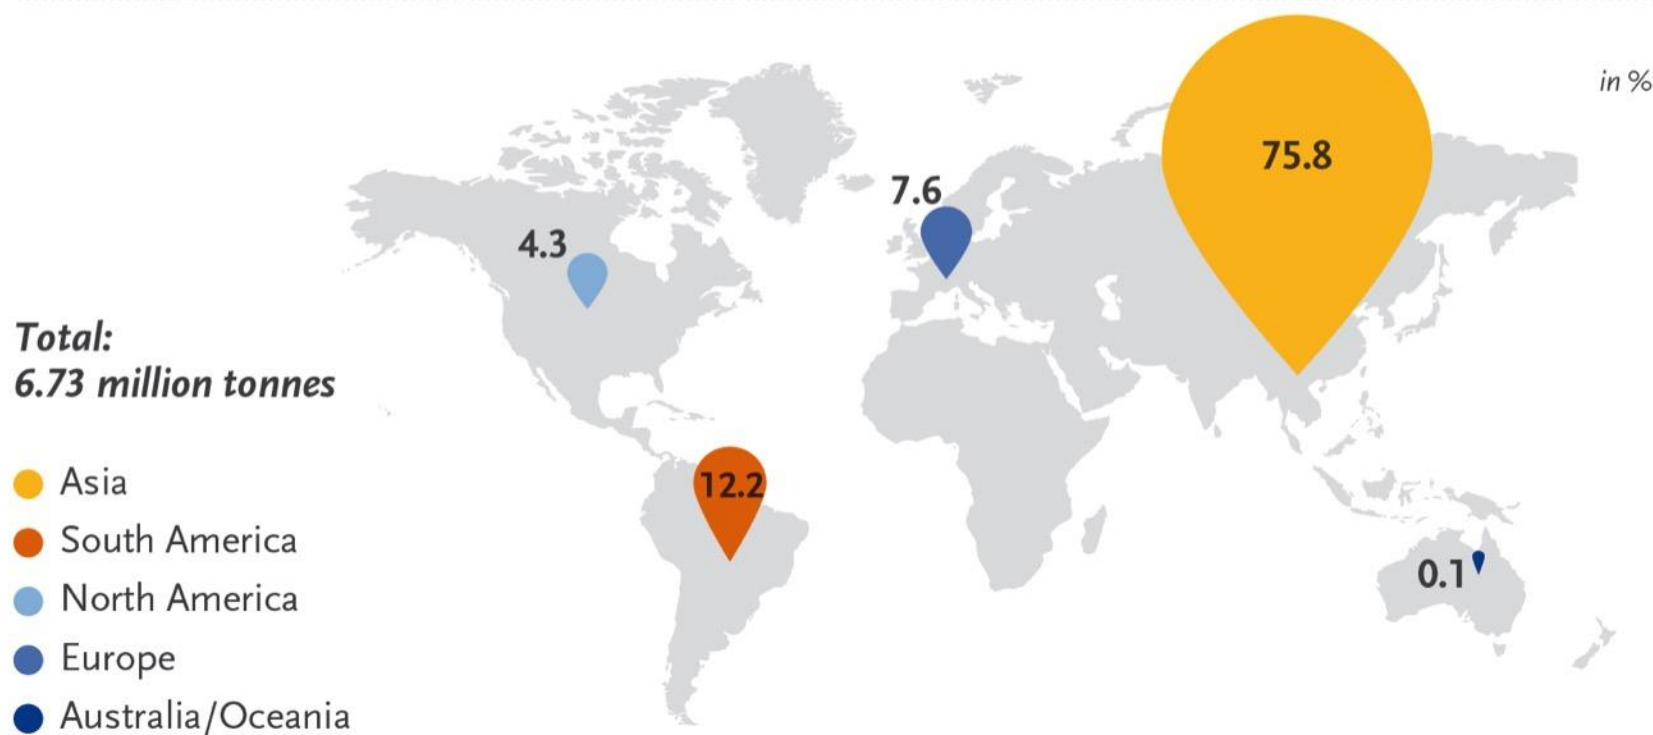 in %
75.8
7.6
4.3
Total:
6.73 million tonnes
12.2
0.1
Asia
South America
North America
Europe
Australia/Oceania